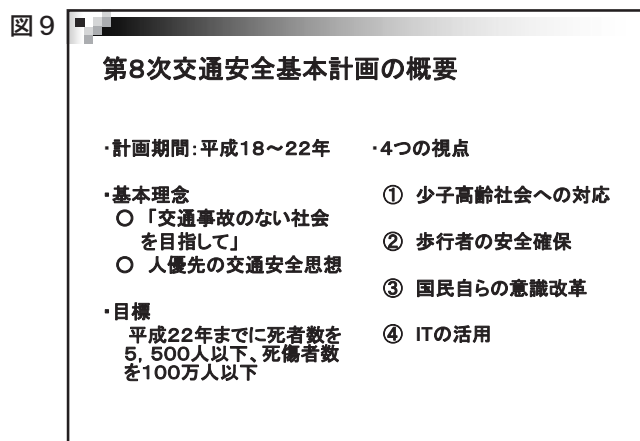 図9
第8次交通安全基本計画の概要
・計画期間：平成18～22年
・基本理念
○ 「交通事故のない社会
を目指して」
○ 人優先の交通安全思想
・目標
平成22年までに死者数を
5，500人以下、死傷者数
を100万人以下
・4つの視点
① 少子高齢社会への対応
② 歩行者の安全確保
③ 国民自らの意識改革
④ ITの活用